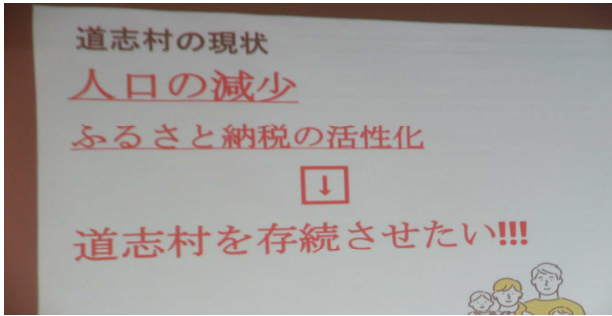 道志村の現状
人口の減少
ふるさと納税の活性化
↓
道志村を存続させたい!!!